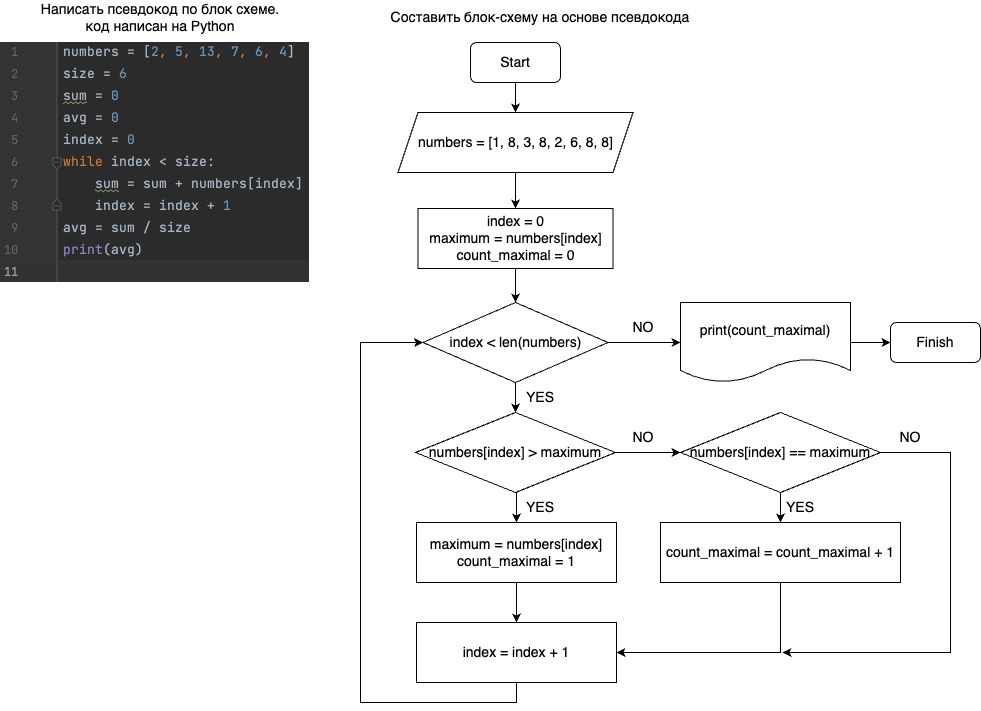 Написать псевдокод по блок схеме.
код написан на Python
1 numbers = [2, 5, 13, 7, 6, 4]
2 size = 6
3 sum = 0
4 avg = 0
5 index = 0
6 while index < size:
7 sum = sum + numbers[index]
8 index = index + 1
9 avg = sum / size
10 print(avg)
11
Составить блок-схему на основе псевдокода
Start
numbers = [1, 8, 3, 8, 2, 6, 8, 8]
index = 0
maximum = numbers[index]
count_maximal = 0
index < len(numbers)
NO
print(count_maximal)
Finish
YES
numbers[index] > maximum
NO
numbers[index] == maximum
NO
YES
YES
maximum = numbers[index]
count_maximal = 1
count_maximal = count_maximal + 1
index = index + 1